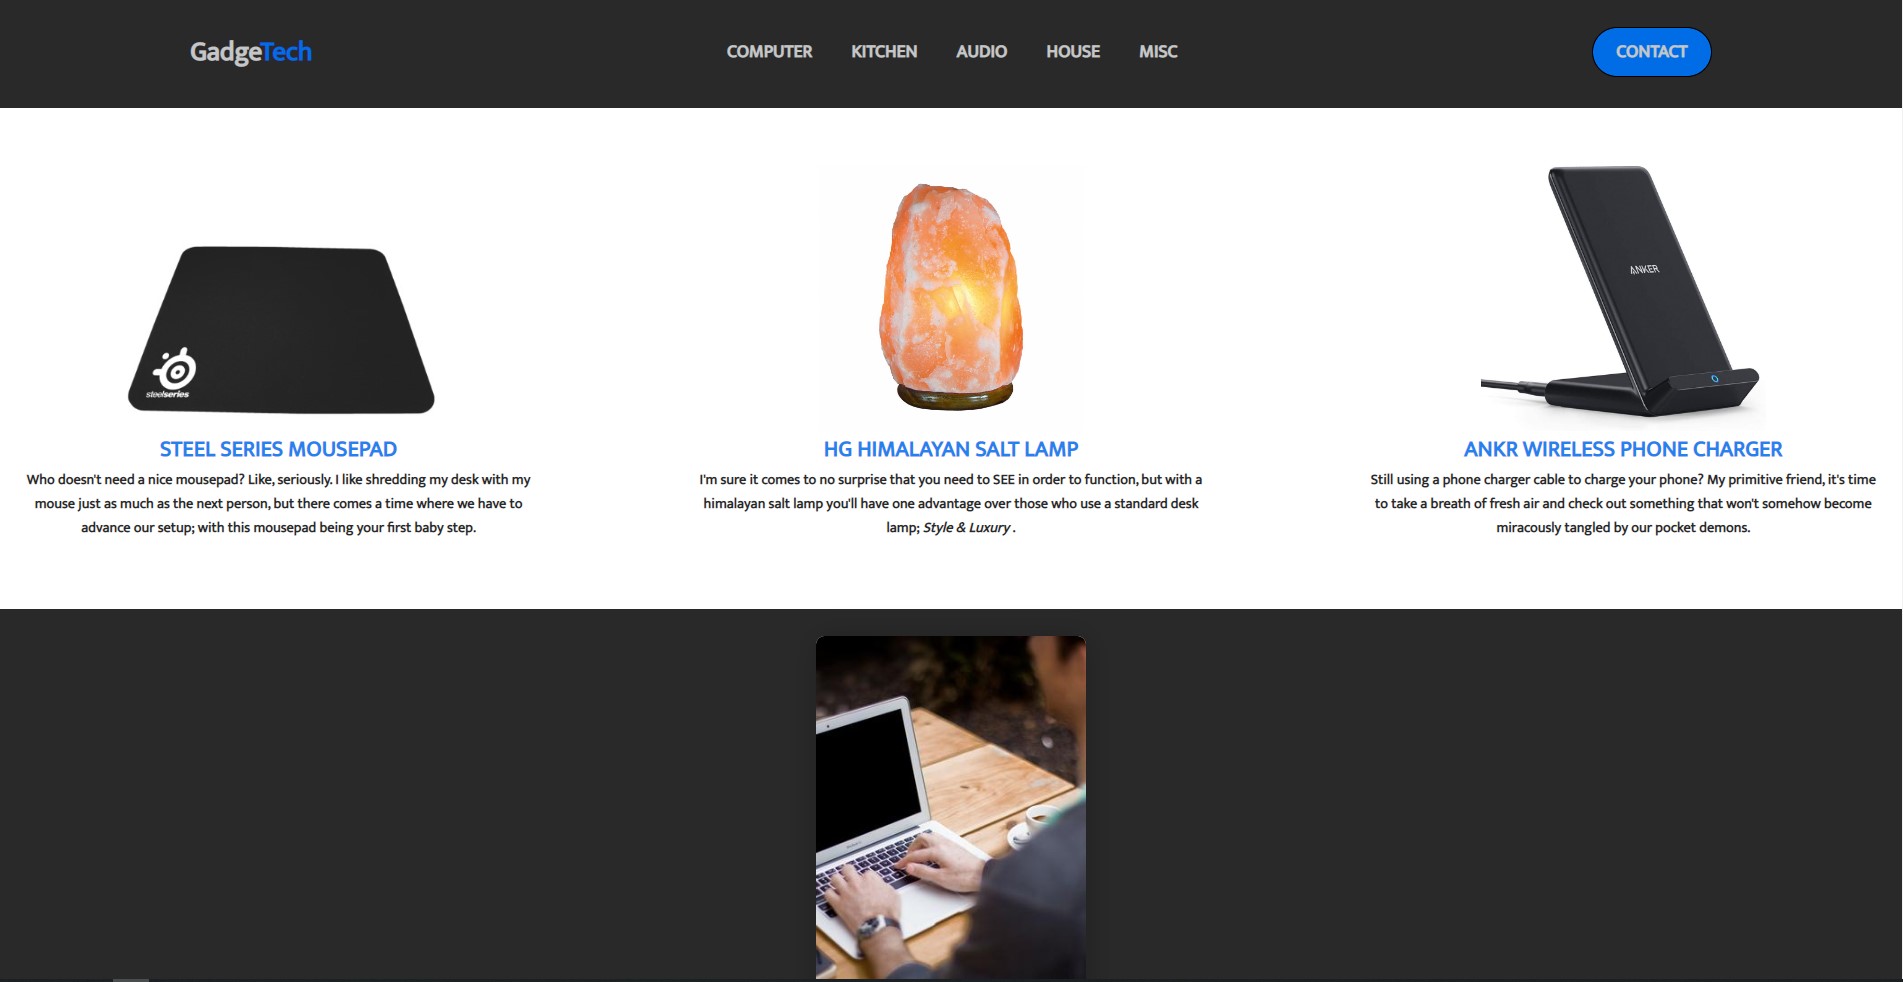 GadgeTech
COMPUTER KITCHEN AUDIO HOUSE MISC
CONTACT
steelseries
ANKER
STEEL SERIES MOUSEPAD
Who doesn't need a nice mousepad? Like, seriously. I like shredding my desk with my
mouse just as much as the next person, but there comes a time where we have to
advance our setup; with this mousepad being your first baby step.
HG HIMALAYAN SALT LAMP
I'm sure it comes to no surprise that you need to SEE in order to function, but with a
himalayan salt lamp you'll have one advantage over those who use a standard desk
lamp; Style & Luxury .
ANKR WIRELESS PHONE CHARGER
Still using a phone charger cable to charge your phone? My primitive friend, it's time
to take a breath of fresh air and check out something that won't somehow become
miracously tangled by our pocket demons.